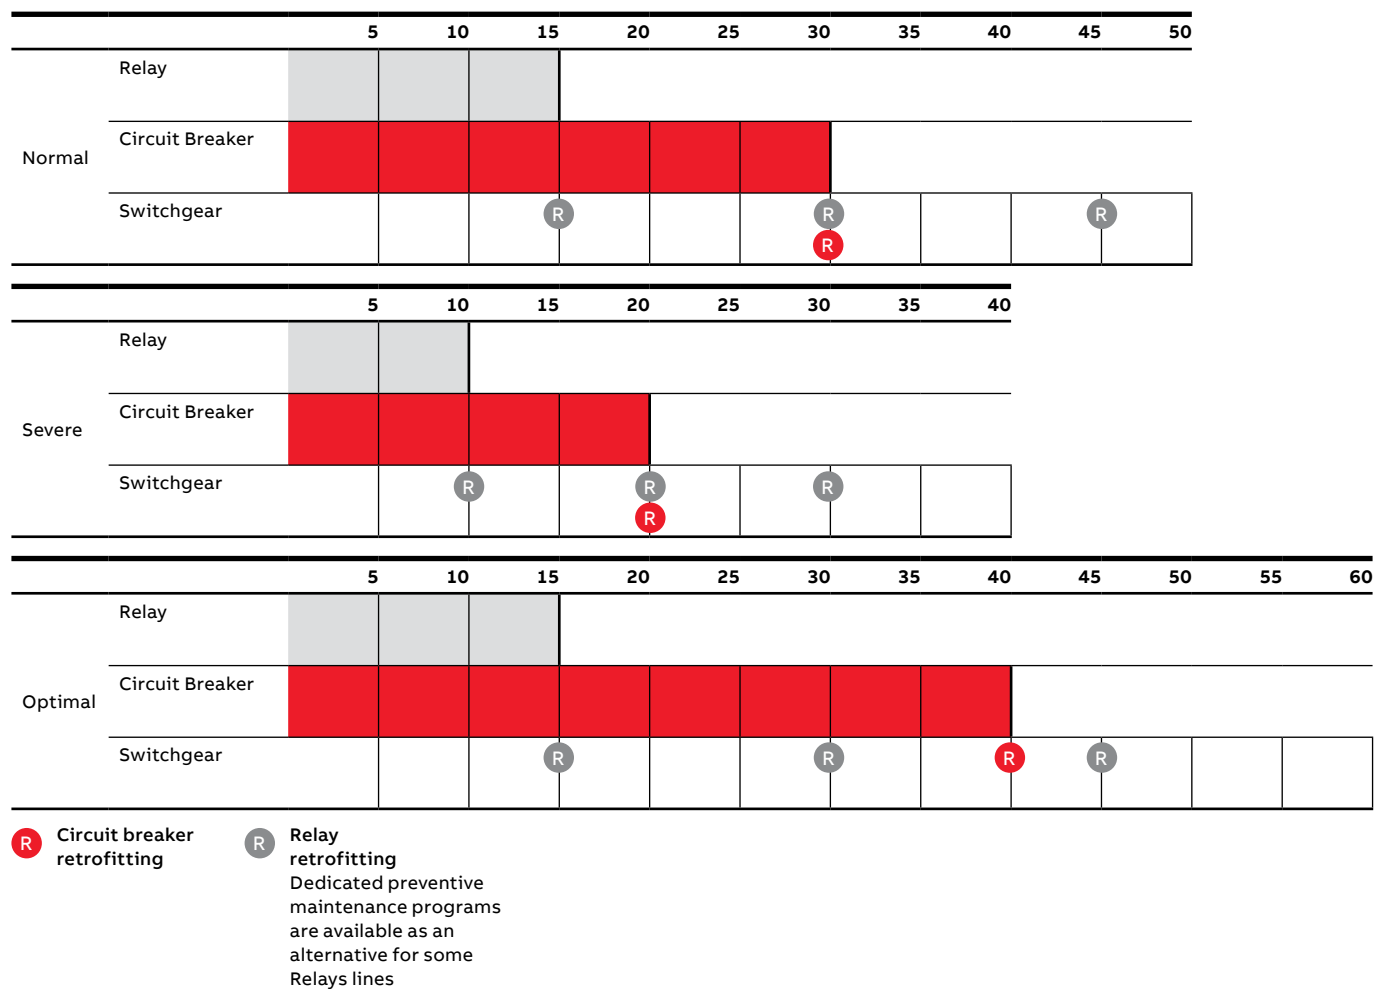 5 10 15 20 25 30 35 40 45 50
Relay
Circuit Breaker
Normal
Switchgear
R R R
R
5 10 15 20 25 30 35 40
Relay
Circuit Breaker
Severe
Switchgear
R R R
R
5 10 15 20 25 30 35 40 45 50 55 60
Relay
Circuit Breaker
Optimal
Switchgear
R R R R
R Circuit breaker
retrofitting
R Relay
retrofitting
Dedicated preventive
maintenance programs
are available as an
alternative for some
Relays lines